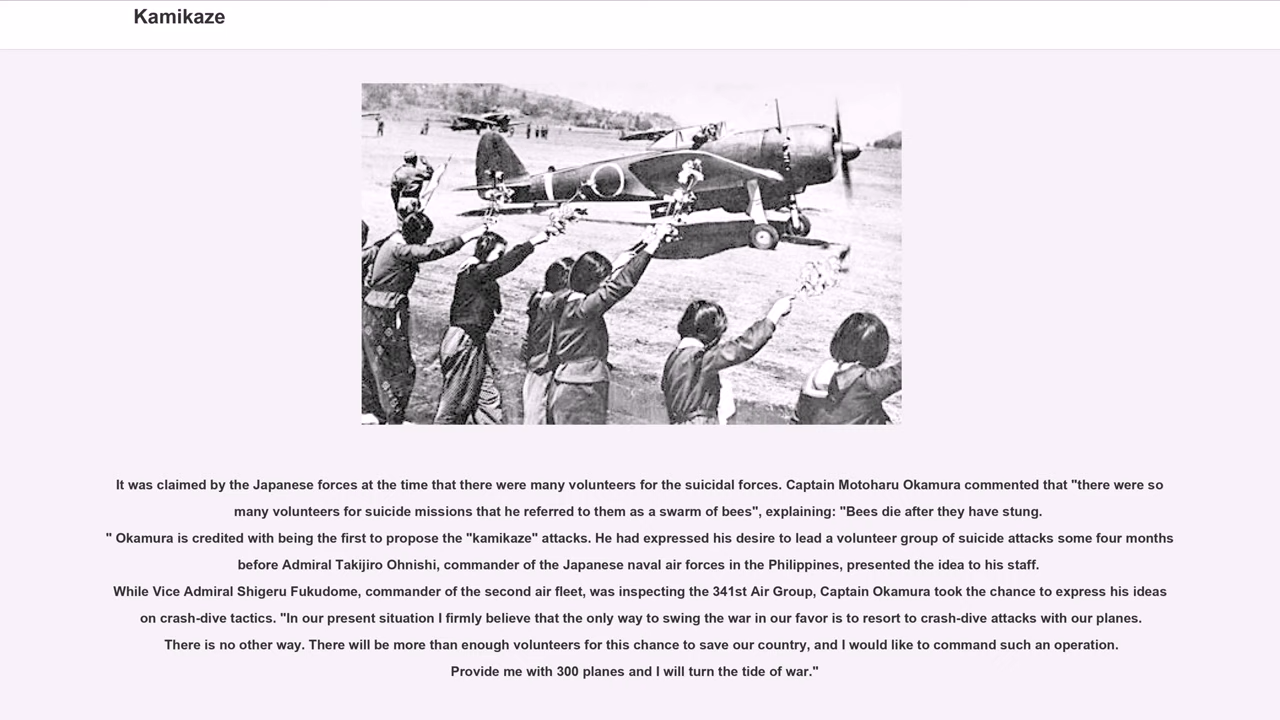 Kamikaze
It was claimed by the Japanese forces at the time that there were many volunteers for the suicidal forces. Captain Motoharu Okamura commented that "there were so
many volunteers for suicide missions that he referred to them as a swarm of bees", explaining: "Bees die after they have stung.
" Okamura is credited with being the first to propose the "kamikaze" attacks. He had expressed his desire to lead a volunteer group of suicide attacks some four months
before Admiral Takijiro Ohnishi, commander of the Japanese naval air forces in the Philippines, presented the idea to his staff.
While Vice Admiral Shigeru Fukudome, commander of the second air fleet, was inspecting the 341st Air Group, Captain Okamura took the chance to express his ideas
on crash-dive tactics. "In our present situation I firmly believe that the only way to swing the war in our favor is to resort to crash-dive attacks with our planes.
There is no other way. There will be more than enough volunteers for this chance to save our country, and I would like to command such an operation.
Provide me with 300 planes and I will turn the tide of war."